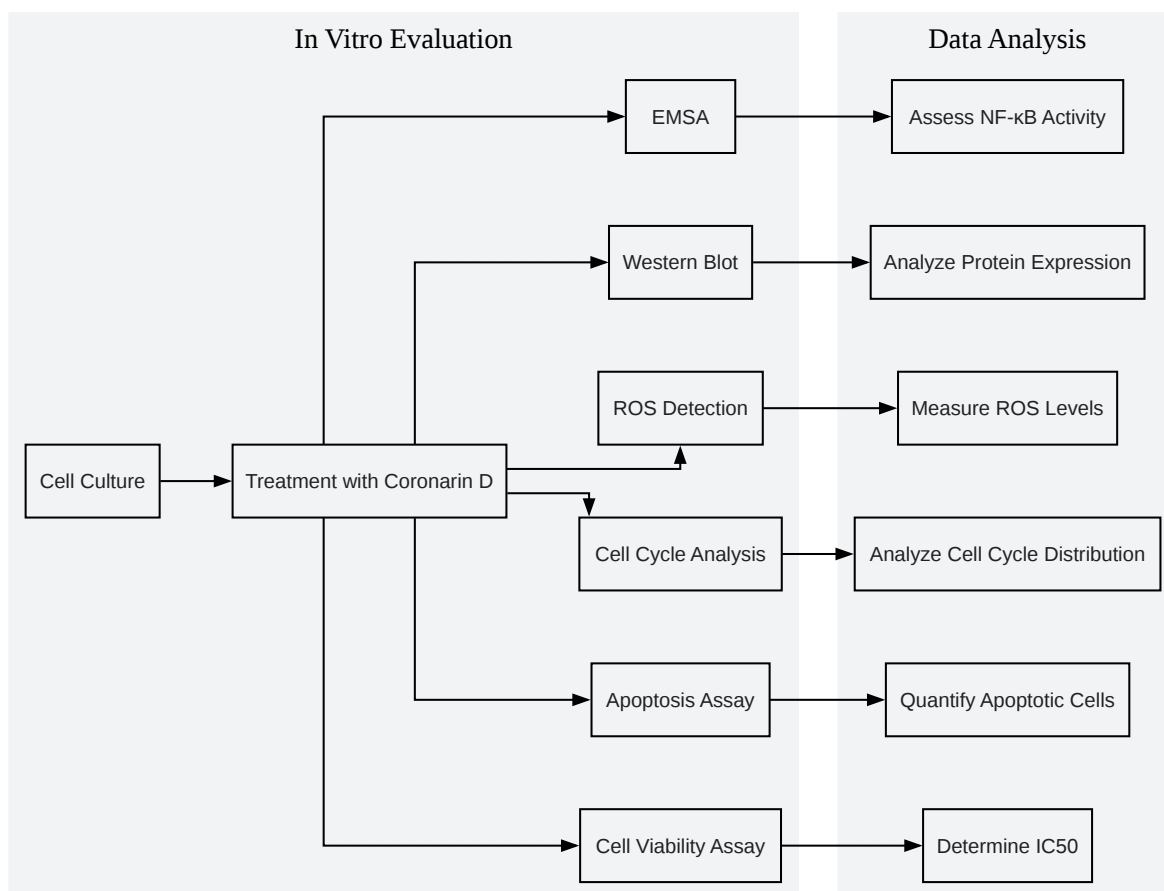 In Vitro Evaluation
Data Analysis
EMSA
Assess NF-κB Activity
Western Blot
Analyze Protein Expression
ROS Detection
Measure ROS Levels
Cell Culture
Treatment with Coronarin D
Cell Cycle Analysis
Analyze Cell Cycle Distribution
Apoptosis Assay
Quantify Apoptotic Cells
Cell Viability Assay
Determine IC50